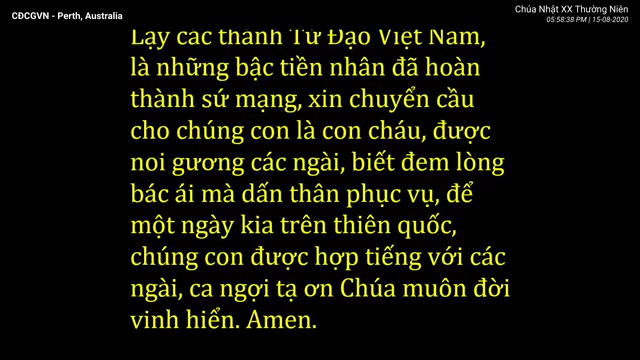 CĐCGVN - Perth, Australia
Chúa Nhật XX Thường Niên
05:58:38 PM | 15-08-2020
Lạy các thánh Tử Đạo Việt Nam,
là những bậc tiền nhân đã hoàn
thành sứ mạng, xin chuyển cầu
cho chúng con là con cháu, được
noi gương các ngài, biết đem lòng
bác ái mà dấn thân phục vụ, để
một ngày kia trên thiên quốc,
chúng con được hợp tiếng với các
ngài, ca ngợi tạ ơn Chúa muôn đời
vinh hiển. Amen.